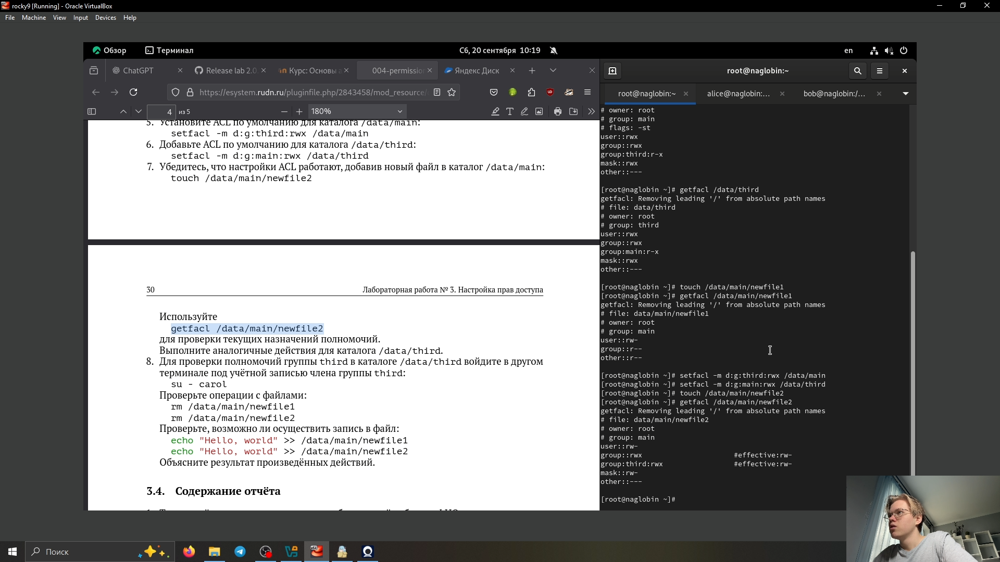 rocky9 [Running] - Oracle VirtualBox
File Machine View Input Devices Help
Обзор Терминал Сб, 20 сентября 10:19 en
ChatGPT Release lab 2.0. Курс: Основы а 004-permission Яндекс Диск
https://esystem.rudn.ru/pluginfile.php/2843458/mod_resource/
4 из 5 180%
5. Установите ACL по умолчанию для каталога /data/main:
setfacl -m d:g:third:rwx /data/main
6. Добавьте ACL по умолчанию для каталога /data/third:
setfacl -m d:g:main:rwx /data/third
7. Убедитесь, что настройки ACL работают, добавив новый файл в каталог /data/main:
touch /data/main/newfile2
30 Лабораторная работа № 3. Настройка прав доступа
Используйте
getfacl /data/main/newfile2
для проверки текущих назначений полномочий.
Выполните аналогичные действия для каталога /data/third.
8. Для проверки полномочий группы third в каталоге /data/third войдите в другом
терминале под учётной записью члена группы third:
su - carol
Проверьте операции с файлами:
rm /data/main/newfile1
rm /data/main/newfile2
Проверьте, возможно ли осуществить запись в файл:
echo "Hello, world" >> /data/main/newfile1
echo "Hello, world" >> /data/main/newfile2
Объясните результат произведённых действий.
3.4. Содержание отчёта
root@naglobin:~
root@naglobin:~ alice@naglobin:... bob@naglobin:/...
# owner: root
# group: main
# flags: -st
user::rwx
group::rwx
group:third:r-x
mask::rwx
other::---
[root@naglobin ~]# getfacl /data/third
getfacl: Removing leading '/' from absolute path names
# file: data/third
# owner: root
# group: third
user::rwx
group::rwx
group:main:r-x
mask::rwx
other::---
[root@naglobin ~]# touch /data/main/newfile1
[root@naglobin ~]# getfacl /data/main/newfile1
getfacl: Removing leading '/' from absolute path names
# file: data/main/newfile1
# owner: root
# group: main
user::rw-
group::r--
other::r--
[root@naglobin ~]# setfacl -m d:g:third:rwx /data/main
[root@naglobin ~]# setfacl -m d:g:main:rwx /data/third
[root@naglobin ~]# touch /data/main/newfile2
[root@naglobin ~]# getfacl /data/main/newfile2
getfacl: Removing leading '/' from absolute path names
# file: data/main/newfile2
# owner: root
# group: main
user::rw-
group::rwx #effective:rw-
group:third:rwx #effective:rw-
mask::rw-
other::---
[root@naglobin ~]#
Поиск